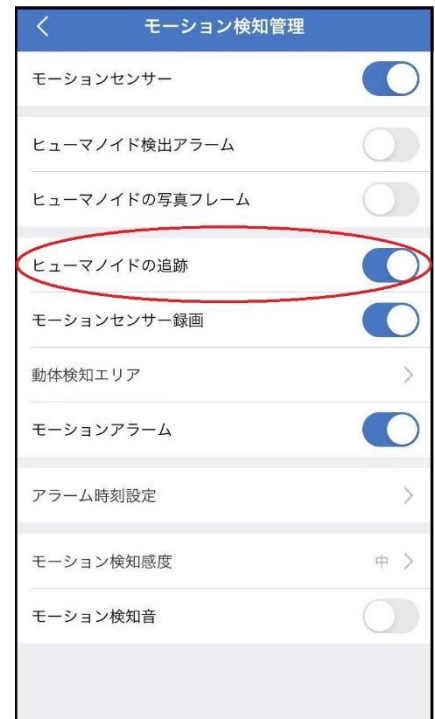 モーション検知管理
モーションセンサー
ヒューマノイド検出アラーム
ヒューマノイドの写真フレーム
ヒューマノイドの追跡
モーションセンサー録画
動体検知エリア
モーションアラーム
アラーム時刻設定
モーション検知感度 中
モーション検知音